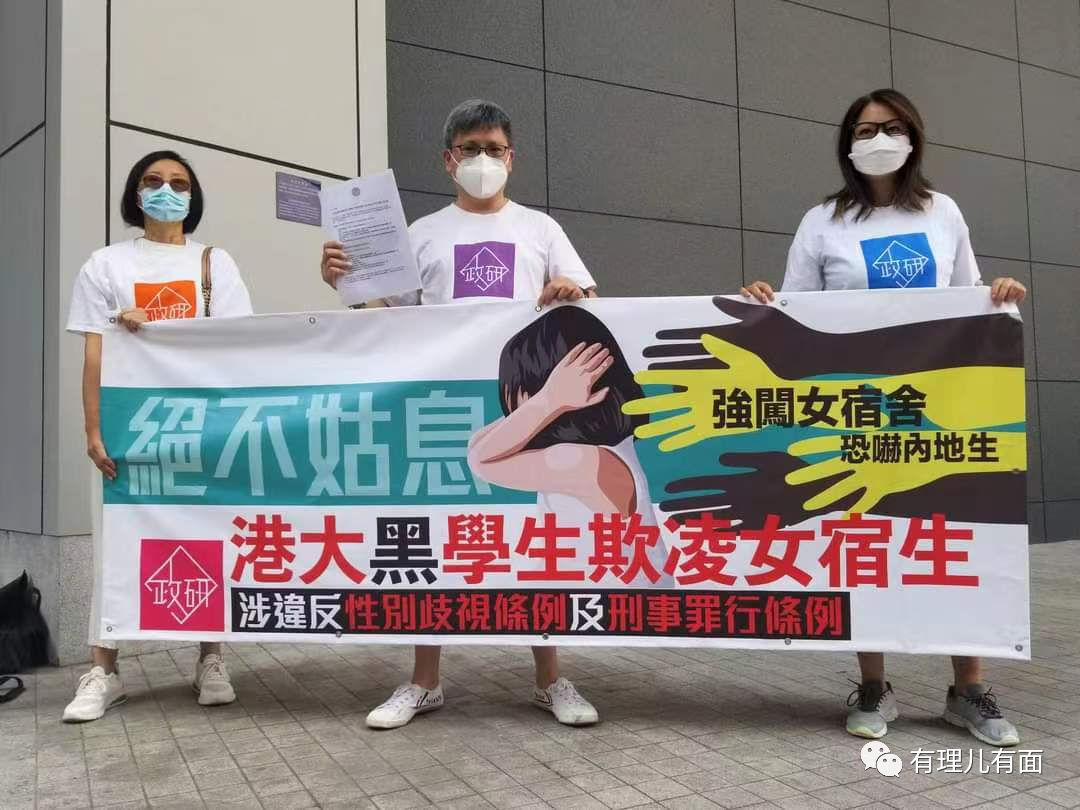 政研
政研
政研
絕不姑息
強闖女宿舍
恐嚇內地生
港大黑學生欺凌女宿生
政研
涉違反性別歧視條例及刑事罪行條例
有理儿有面